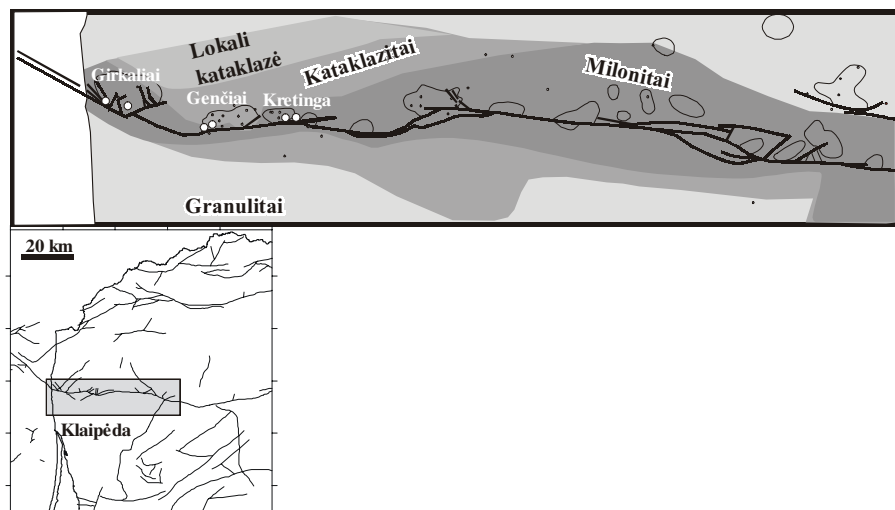 Lokali
kataklazė
Girkaliai
Kataklazitai
Milonitai
Genčiai
Kretinga
Granulitai
20 km
Klaipėda